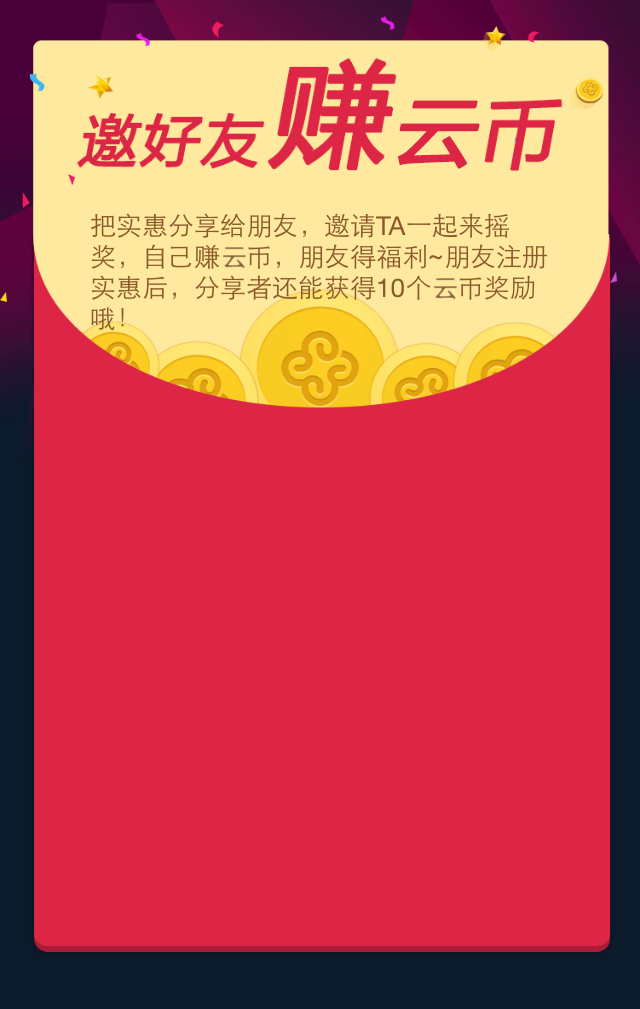 邀好友赚云币
把实惠分享给朋友，邀请TA一起来摇
奖，自己赚云币，朋友得福利~朋友注册
实惠后，分享者还能获得10个云币奖励
哦！